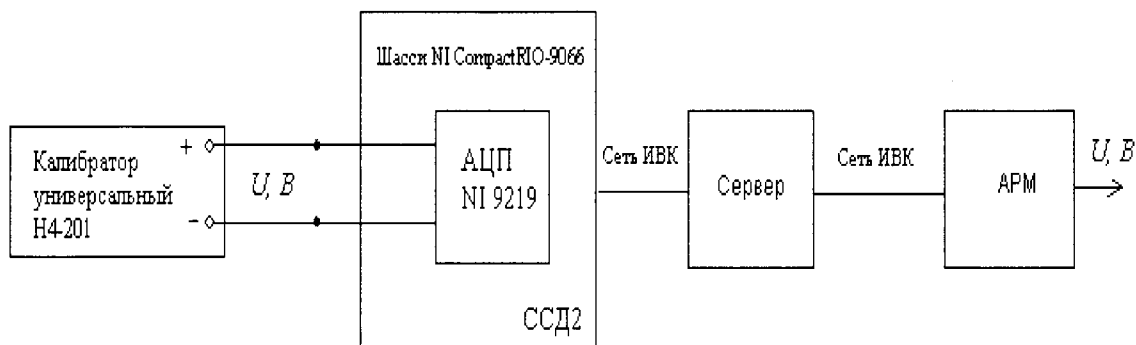 Шасси NI CompactRIO-9066
Калибратор
универсальный
Н4-201
+
−
U, В
АЦП
NI 9219
ССД2
Сеть ИВК
Сервер
Сеть ИВК
АРМ
U, В